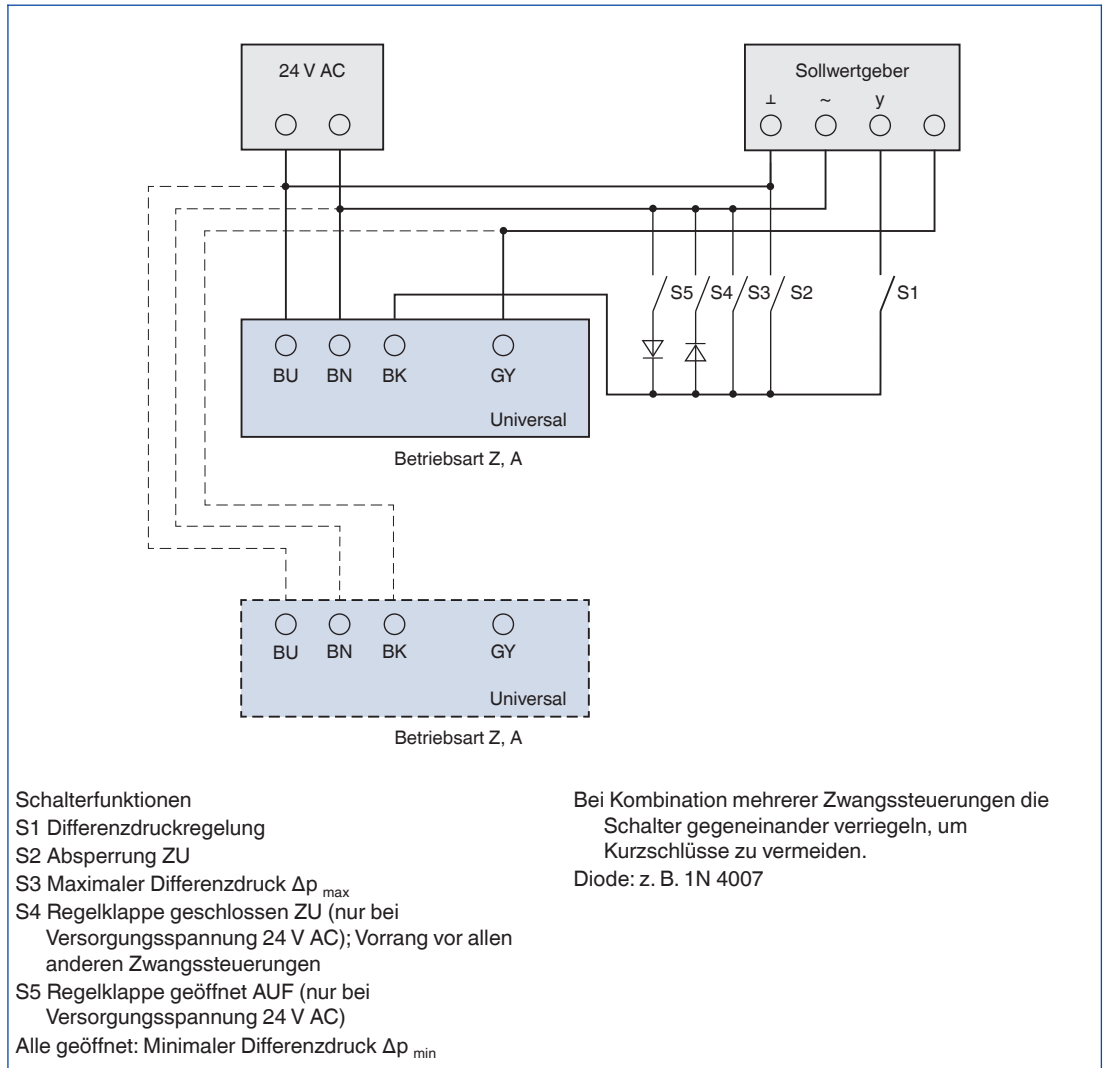 24 V AC
Sollwertgeber
⊥ ~ y
S5 S4 S3 S2 S1
BU BN BK GY
Universal
Betriebsart Z, A
BU BN BK GY
Universal
Betriebsart Z, A
Schalterfunktionen
S1 Differenzdruckregelung
S2 Absperrung ZU
S3 Maximaler Differenzdruck Δp max
S4 Regelklappe geschlossen ZU (nur bei
Versorgungsspannung 24 V AC); Vorrang vor allen
anderen Zwangssteuerungen
S5 Regelklappe geöffnet AUF (nur bei
Versorgungsspannung 24 V AC)
Alle geöffnet: Minimaler Differenzdruck Δp min
Bei Kombination mehrerer Zwangssteuerungen die
Schalter gegeneinander verriegeln, um
Kurzschlüsse zu vermeiden.
Diode: z. B. 1N 4007